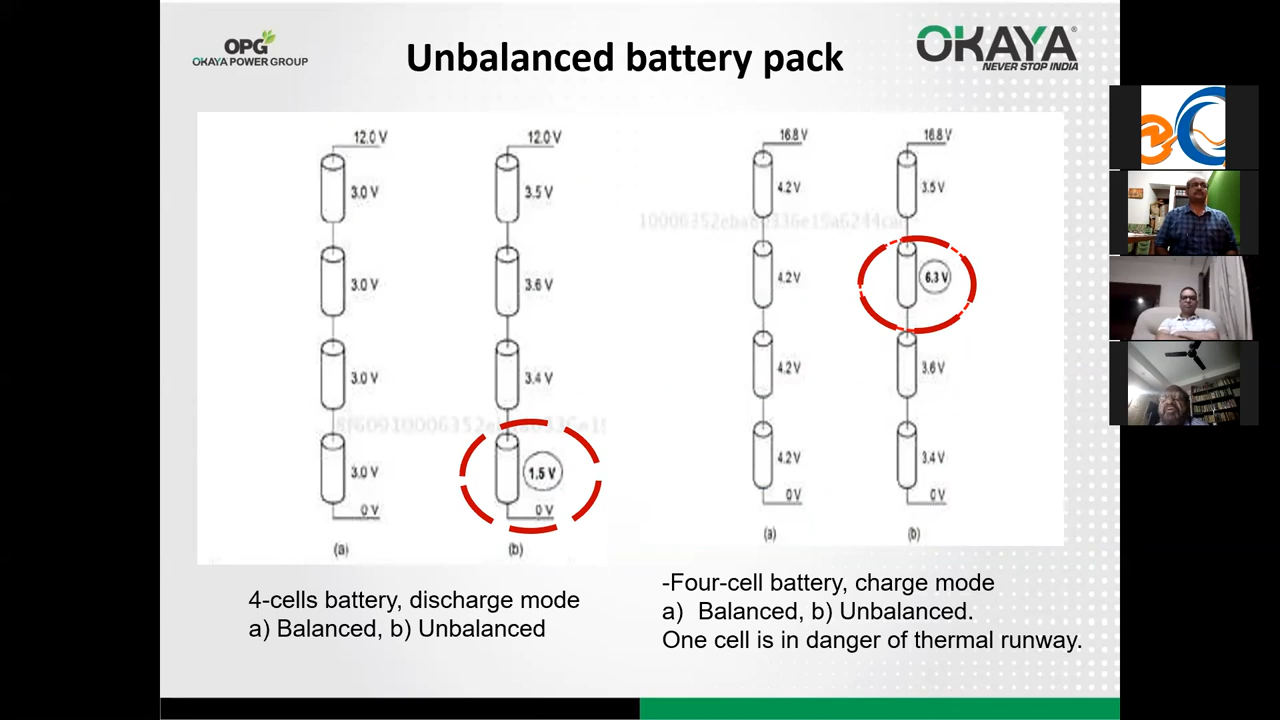 OPG
OKAYA POWER GROUP
Unbalanced battery pack
OKAYA
NEVER STOP INDIA
12.0 V
3.0 V
3.0 V
3.0 V
3.0 V
0 V
(a)
12.0 V
3.5 V
3.6 V
3.4 V
1.5 V
0 V
(b)
16.8 V
4.2 V
4.2 V
4.2 V
4.2 V
0 V
(a)
16.8 V
3.5 V
6.3 V
3.6 V
3.4 V
0 V
(b)
4-cells battery, discharge mode
a) Balanced, b) Unbalanced
-Four-cell battery, charge mode
a) Balanced, b) Unbalanced.
One cell is in danger of thermal runway.